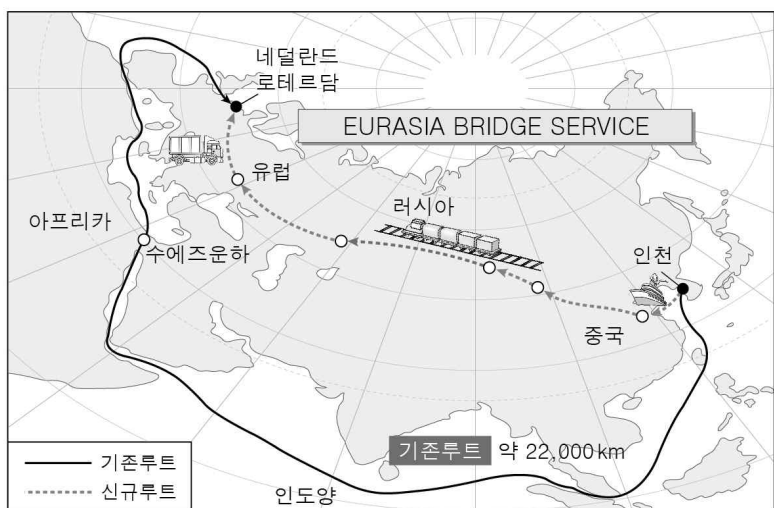 네덜란드
로테르담
EURASIA BRIDGE SERVICE
유럽
러시아
아프리카
수에즈운하
인천
중국
기존루트 약 22,000km
기존루트
신규루트
인도양